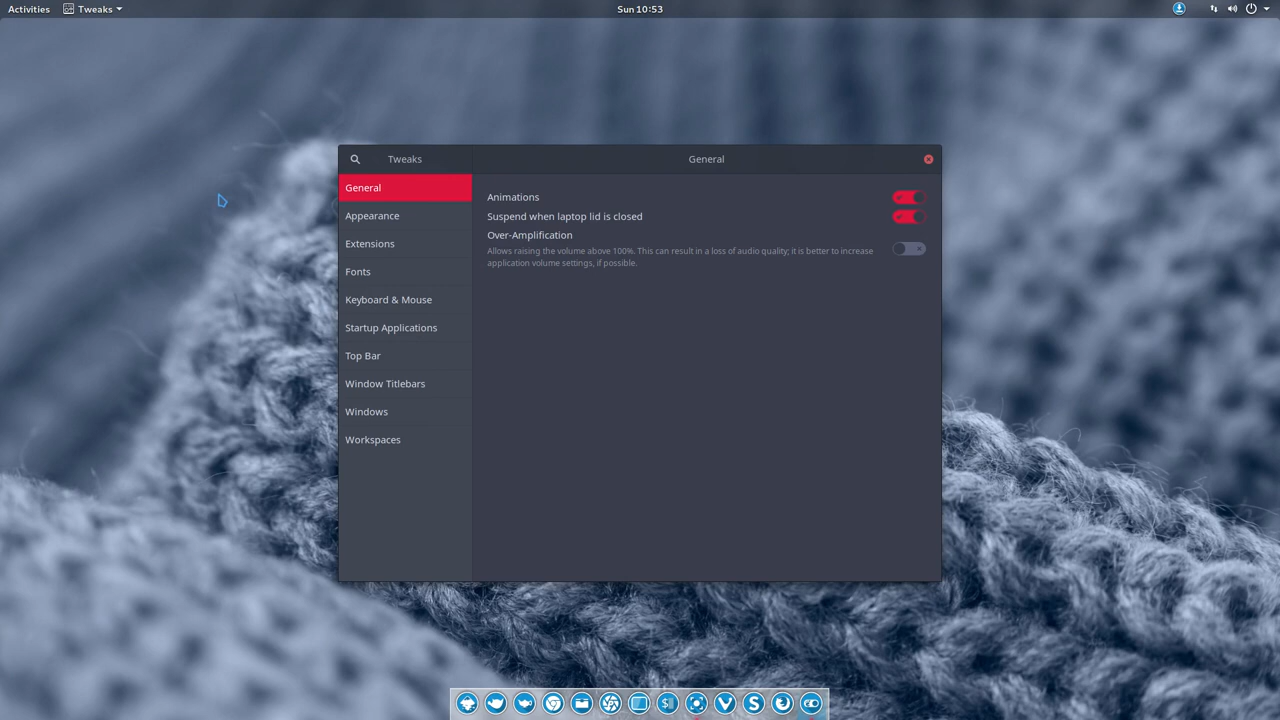 Activities
Tweaks
Sun 10:53
Tweaks
General
General
Appearance
Extensions
Fonts
Keyboard & Mouse
Startup Applications
Top Bar
Window Titlebars
Windows
Workspaces
Animations
Suspend when laptop lid is closed
Over-Amplification
Allows raising the volume above 100%. This can result in a loss of audio quality; it is better to increase
application volume settings, if possible.